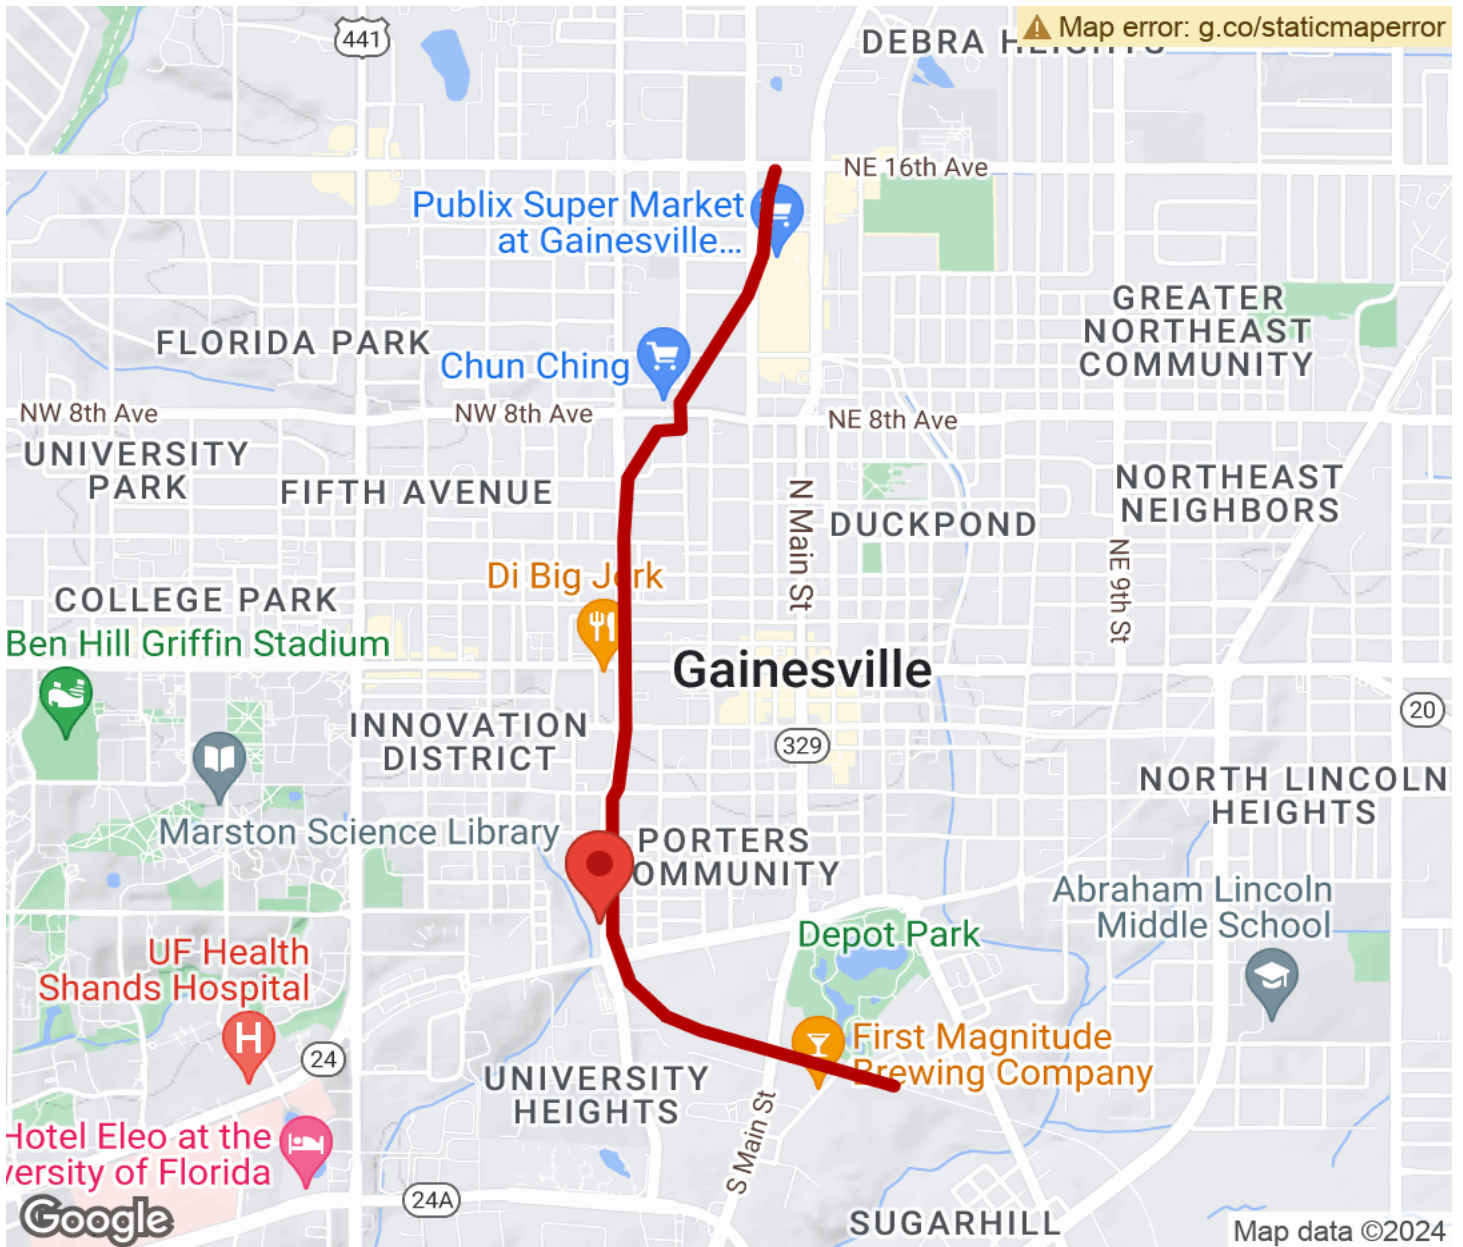 441
Map error: g.co/staticmaperror
DEBRA HEIGHTS
NE 16th Ave
Publix Super Market
at Gainesville...
GREATER
NORTHEAST
COMMUNITY
FLORIDA PARK
Chun Ching
NW 8th Ave
NW 8th Ave
NE 8th Ave
UNIVERSITY
PARK
FIFTH AVENUE
NORTHEAST
NEIGHBORS
N Main St
DUCKPOND
NE 9th St
Di Big Jerk
COLLEGE PARK
Ben Hill Griffin Stadium
Gainesville
20
INNOVATION
DISTRICT
329
NORTH LINCOLN
HEIGHTS
Marston Science Library
PORTERS
OMMUNITY
Abraham Lincoln
Middle School
Depot Park
UF Health
Shands Hospital
H
24
First Magnitude
Brewing Company
UNIVERSITY
HEIGHTS
S Main St
Hotel Eleo at the
versity of Florida
24A
Google
SUGARHILL
Map data ©2024